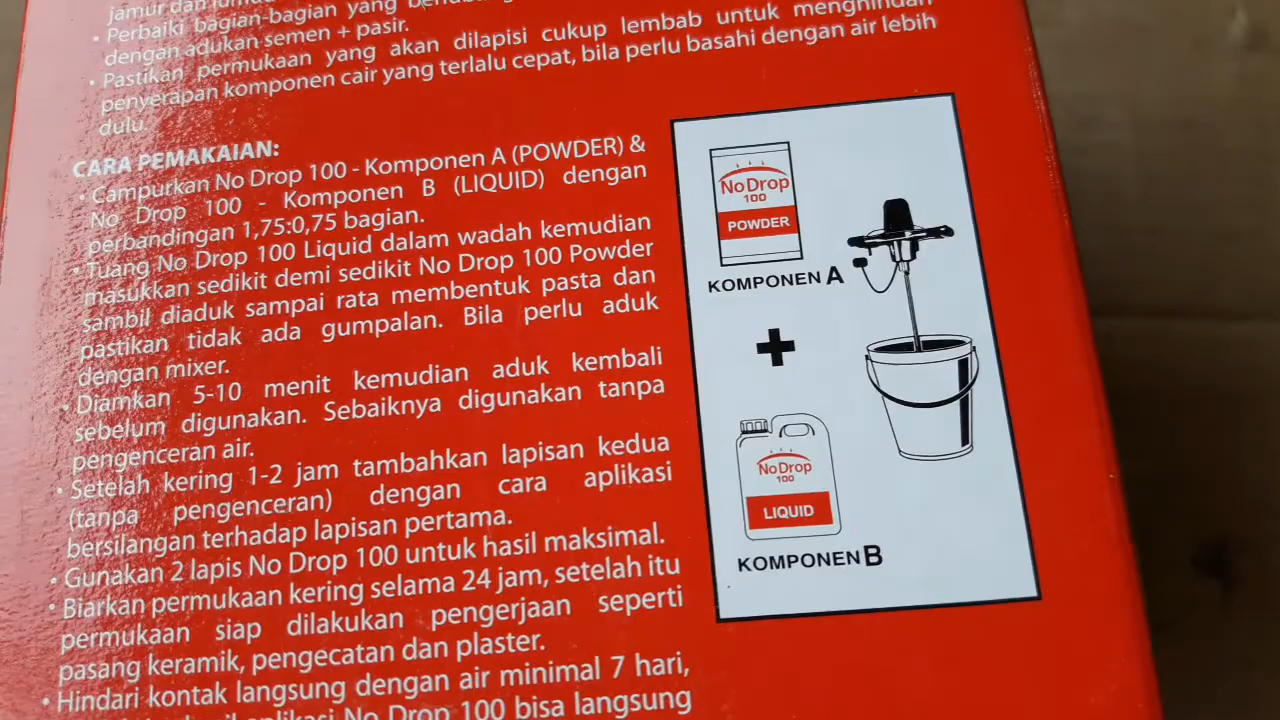 jamur dan lumut
• Perbaiki bagian-bagian yang
dengan adukan semen + pasir.
• Pastikan permukaan yang akan dilapisi cukup lembab untuk menghindari
penyerapan komponen cair yang terlalu cepat, bila perlu basahi dengan air lebih
dulu.
CARA PEMAKAIAN:
• Campurkan No Drop 100 - Komponen A (POWDER) &
No Drop 100 - Komponen B (LIQUID) dengan
perbandingan 1,75:0,75 bagian.
• Tuang No Drop 100 Liquid dalam wadah kemudian
masukkan sedikit demi sedikit No Drop 100 Powder
sambil diaduk sampai rata membentuk pasta dan
pastikan tidak ada gumpalan. Bila perlu aduk
dengan mixer.
• Diamkan 5-10 menit kemudian aduk kembali
sebelum digunakan. Sebaiknya digunakan tanpa
pengenceran air.
• Setelah kering 1-2 jam tambahkan lapisan kedua
(tanpa pengenceran) dengan cara aplikasi
bersilangan terhadap lapisan pertama.
• Gunakan 2 lapis No Drop 100 untuk hasil maksimal.
• Biarkan permukaan kering selama 24 jam, setelah itu
permukaan siap dilakukan pengerjaan seperti
pasang keramik, pengecatan dan plaster.
• Hindari kontak langsung dengan air minimal 7 hari,
aplikasi No Drop 100 bisa langsung
No Drop
100
POWDER
KOMPONEN A
+
No Drop
100
LIQUID
KOMPONEN B